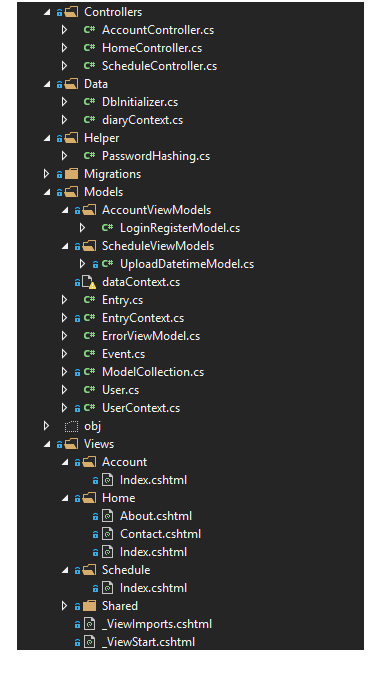 Controllers
C# AccountController.cs
C# HomeController.cs
C# ScheduleController.cs
Data
C# DbInitializer.cs
C# diaryContext.cs
Helper
C# PasswordHashing.cs
Migrations
Models
AccountViewModels
C# LoginRegisterModel.cs
ScheduleViewModels
C# UploadDatetimeModel.cs
dataContext.cs
C# Entry.cs
C# EntryContext.cs
C# ErrorViewModel.cs
C# Event.cs
C# ModelCollection.cs
C# User.cs
C# UserContext.cs
obj
Views
Account
Index.cshtml
Home
About.cshtml
Contact.cshtml
Index.cshtml
Schedule
Index.cshtml
Shared
_ViewImports.cshtml
_ViewStart.cshtml